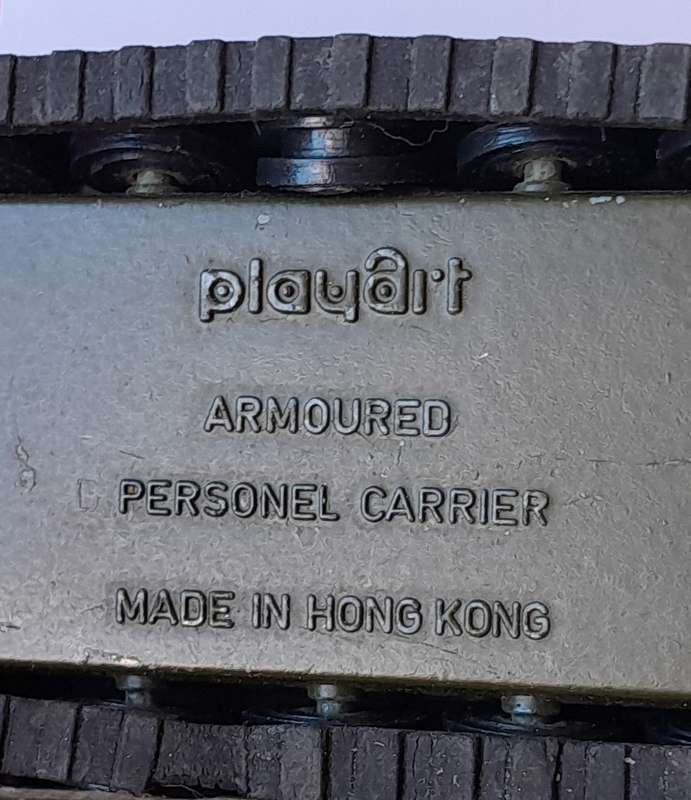 playart
ARMOURED
PERSONEL CARRIER
MADE IN HONG KONG